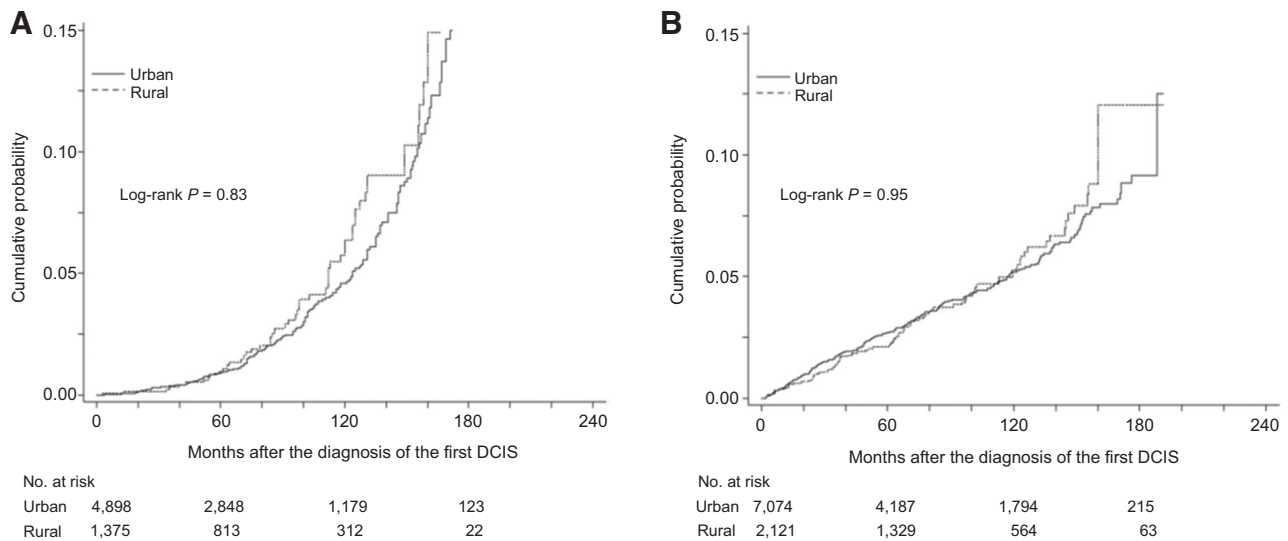 A
0.15
Urban
Rural
0.10
Cumulative probability
Log-rank P = 0.83
0.05
0.00
0 60 120 180 240
Months after the diagnosis of the first DCIS
No. at risk
Urban 4,898 2,848 1,179 123
Rural 1,375 813 312 22
B
0.15
Urban
Rural
0.10
Cumulative probability
Log-rank P = 0.95
0.05
0.00
0 60 120 180 240
Months after the diagnosis of the first DCIS
No. at risk
Urban 7,074 4,187 1,794 215
Rural 2,121 1,329 564 63